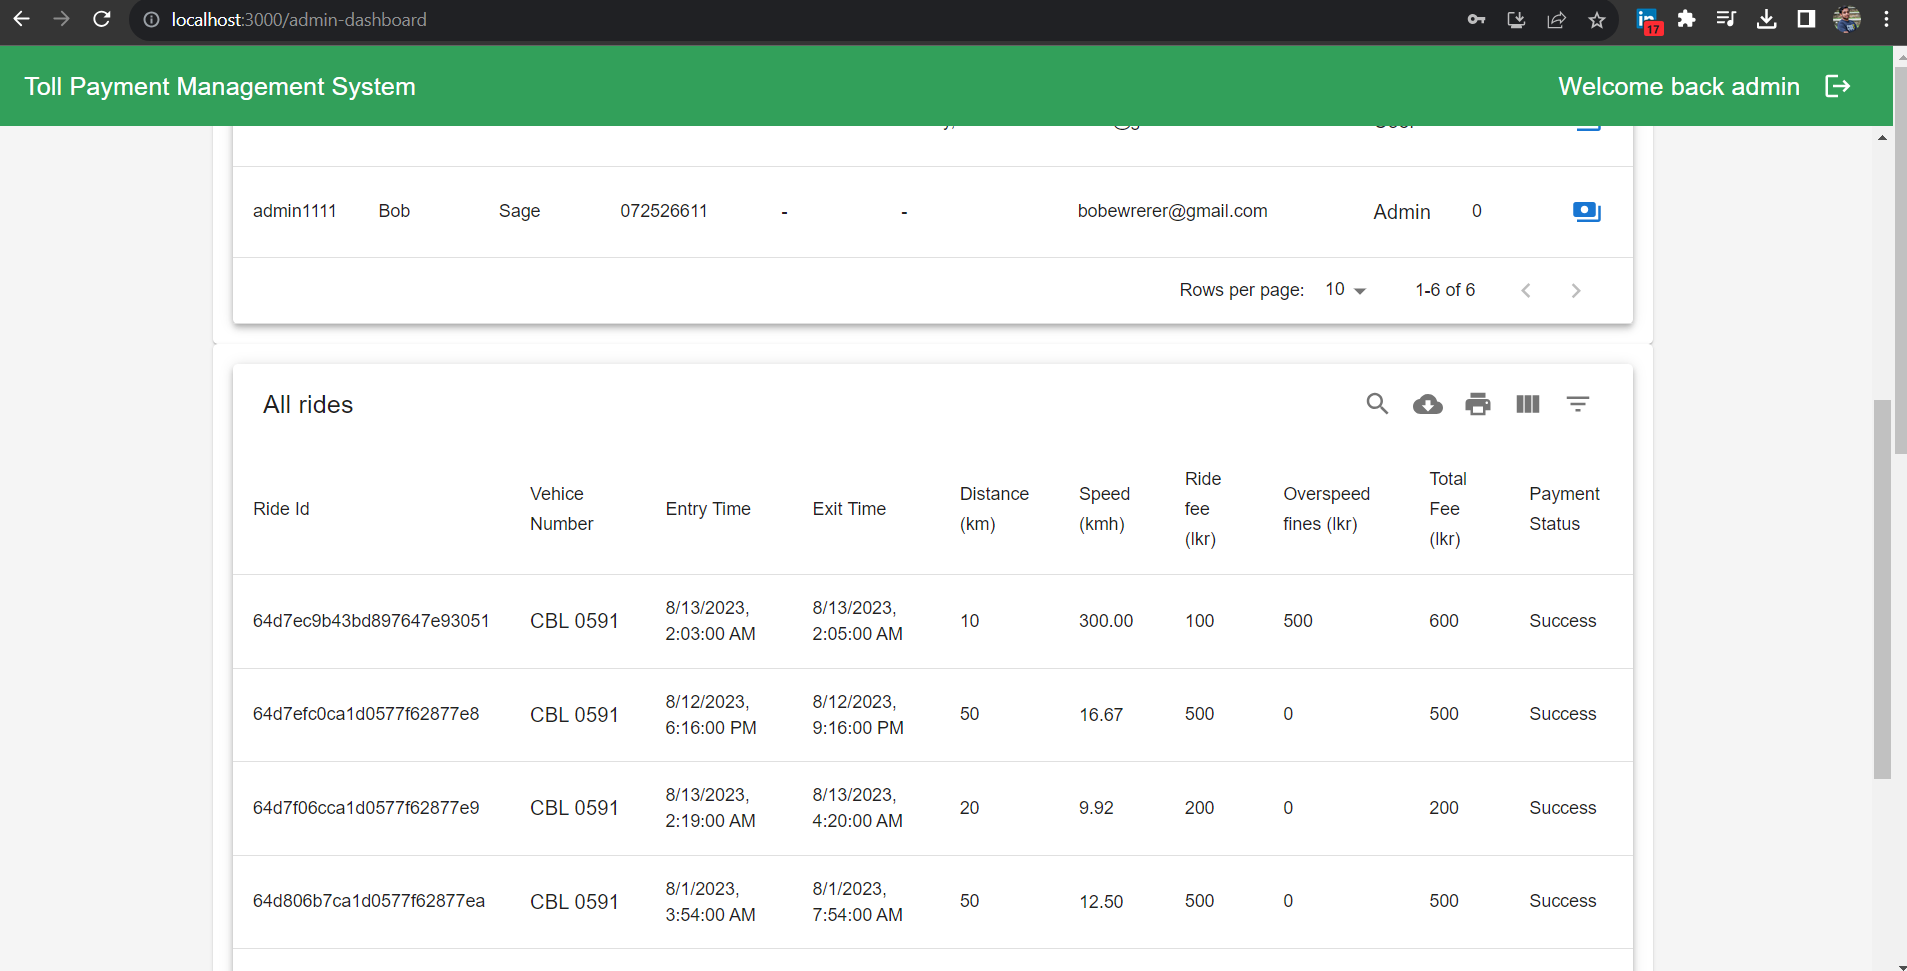 localhost:3000/admin-dashboard
17
Toll Payment Management System
Welcome back admin
admin1111 Bob Sage 072526611 - - bobewrerer@gmail.com Admin 0
Rows per page: 10 1-6 of 6
All rides
Ride Id
Vehice
Number
Entry Time
Exit Time
Distance
(km)
Speed
(kmh)
Ride
fee
(lkr)
Overspeed
fines (lkr)
Total
Fee
(lkr)
Payment
Status
64d7ec9b43bd897647e93051
CBL 0591
8/13/2023,
2:03:00 AM
8/13/2023,
2:05:00 AM
10
300.00
100
500
600
Success
64d7efc0ca1d0577f62877e8
CBL 0591
8/12/2023,
6:16:00 PM
8/12/2023,
9:16:00 PM
50
16.67
500
0
500
Success
64d7f06cca1d0577f62877e9
CBL 0591
8/13/2023,
2:19:00 AM
8/13/2023,
4:20:00 AM
20
9.92
200
0
200
Success
64d806b7ca1d0577f62877ea
CBL 0591
8/1/2023,
3:54:00 AM
8/1/2023,
7:54:00 AM
50
12.50
500
0
500
Success